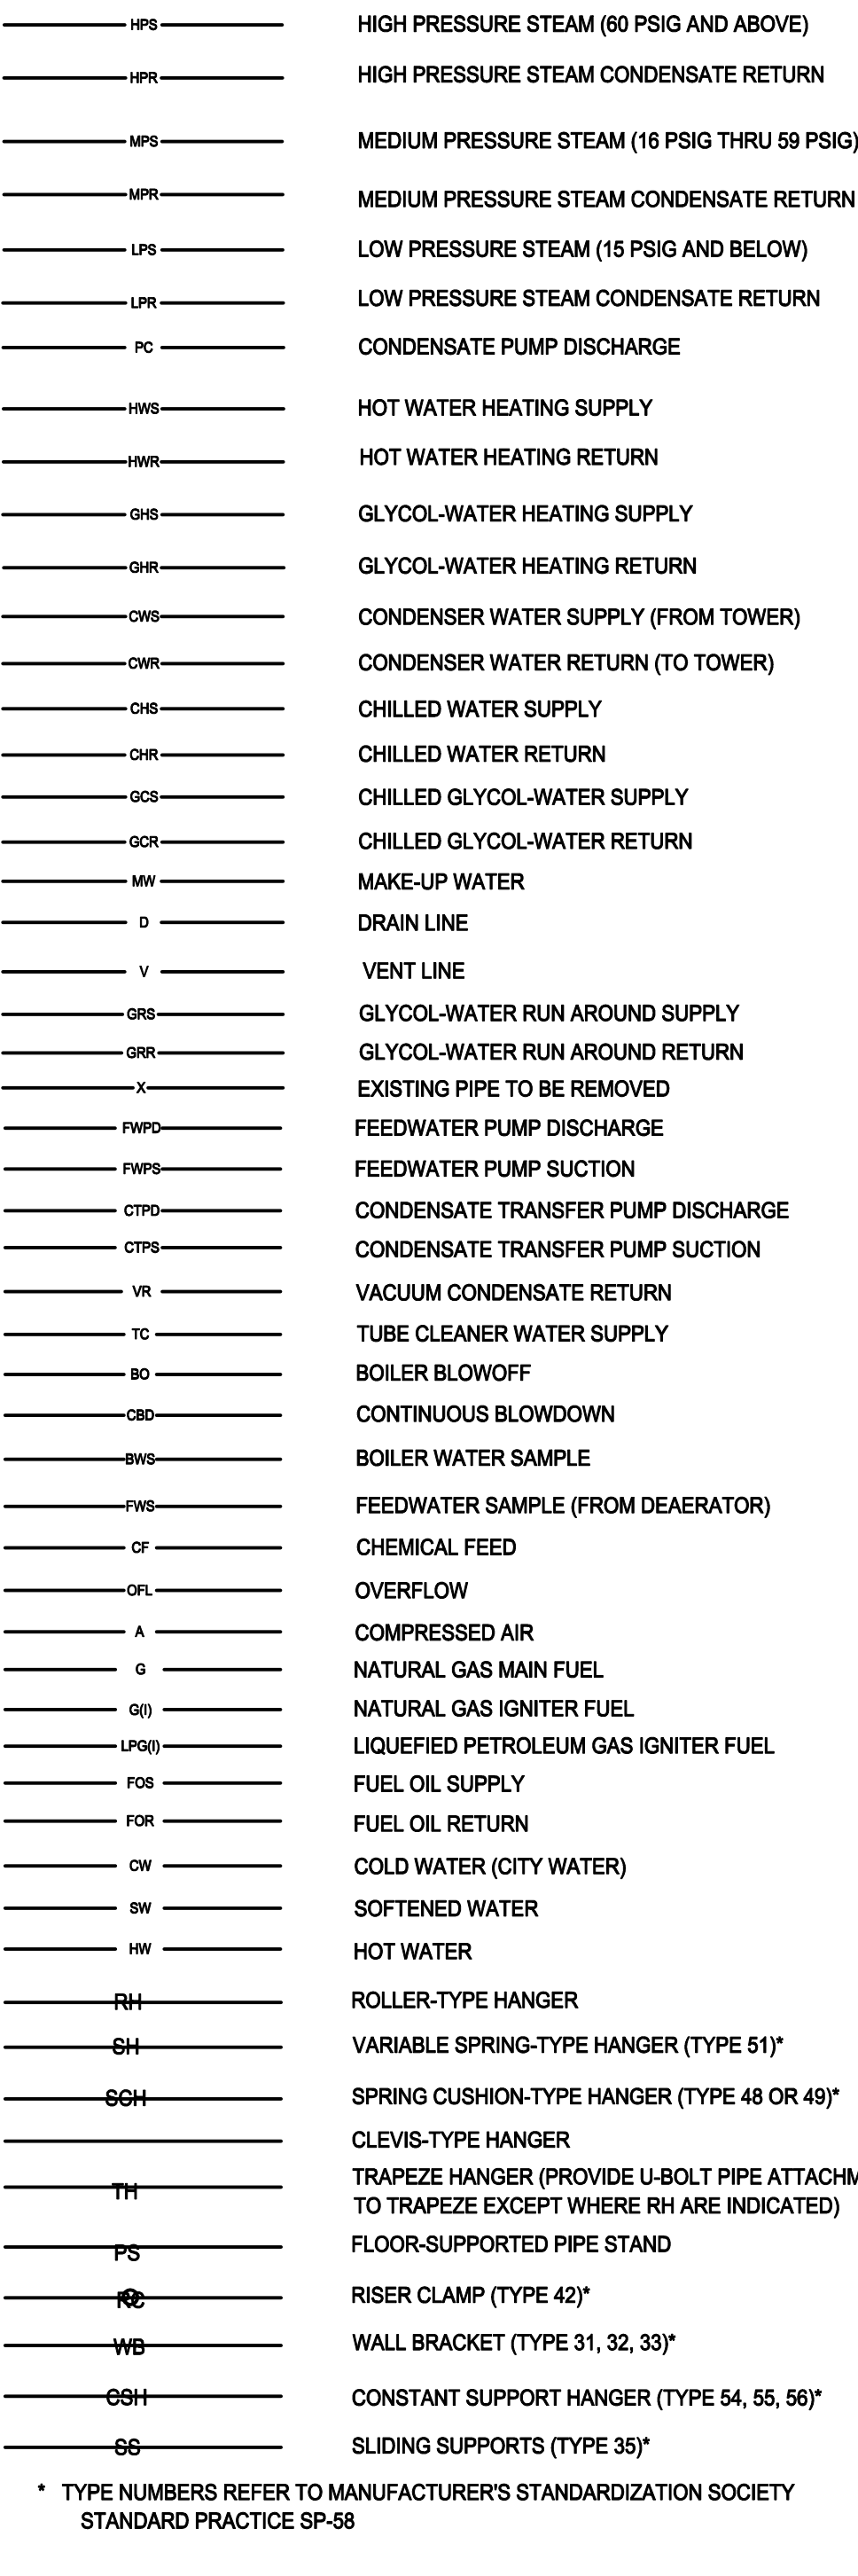 HPS HIGH PRESSURE STEAM (60 PSIG AND ABOVE)
HPR HIGH PRESSURE STEAM CONDENSATE RETURN
MPS MEDIUM PRESSURE STEAM (16 PSIG THRU 59 PSIG)
MPR MEDIUM PRESSURE STEAM CONDENSATE RETURN
LPS LOW PRESSURE STEAM (15 PSIG AND BELOW)
LPR LOW PRESSURE STEAM CONDENSATE RETURN
PC CONDENSATE PUMP DISCHARGE
HWS HOT WATER HEATING SUPPLY
HWR HOT WATER HEATING RETURN
GHS GLYCOL-WATER HEATING SUPPLY
GHR GLYCOL-WATER HEATING RETURN
CWS CONDENSER WATER SUPPLY (FROM TOWER)
CWR CONDENSER WATER RETURN (TO TOWER)
CHS CHILLED WATER SUPPLY
CHR CHILLED WATER RETURN
GCS CHILLED GLYCOL-WATER SUPPLY
GCR CHILLED GLYCOL-WATER RETURN
MW MAKE-UP WATER
D DRAIN LINE
V VENT LINE
GRS GLYCOL-WATER RUN AROUND SUPPLY
GRR GLYCOL-WATER RUN AROUND RETURN
X EXISTING PIPE TO BE REMOVED
FWPD FEEDWATER PUMP DISCHARGE
FWPS FEEDWATER PUMP SUCTION
CTPD CONDENSATE TRANSFER PUMP DISCHARGE
CTPS CONDENSATE TRANSFER PUMP SUCTION
VR VACUUM CONDENSATE RETURN
TC TUBE CLEANER WATER SUPPLY
BO BOILER BLOWOFF
CBD CONTINUOUS BLOWDOWN
BWS BOILER WATER SAMPLE
FWS FEEDWATER SAMPLE (FROM DEAERATOR)
CF CHEMICAL FEED
OFL OVERFLOW
A COMPRESSED AIR
G NATURAL GAS MAIN FUEL
G(I) NATURAL GAS IGNITER FUEL
LPG(I) LIQUEFIED PETROLEUM GAS IGNITER FUEL
FOS FUEL OIL SUPPLY
FOR FUEL OIL RETURN
CW COLD WATER (CITY WATER)
SW SOFTENED WATER
HW HOT WATER
RH ROLLER-TYPE HANGER
SH VARIABLE SPRING-TYPE HANGER (TYPE 51)*
SCH SPRING CUSHION-TYPE HANGER (TYPE 48 OR 49)*
CLEVIS-TYPE HANGER
TH TRAPEZE HANGER (PROVIDE U-BOLT PIPE ATTACHM
TO TRAPEZE EXCEPT WHERE RH ARE INDICATED)
PS FLOOR-SUPPORTED PIPE STAND
RC RISER CLAMP (TYPE 42)*
WB WALL BRACKET (TYPE 31, 32, 33)*
CSH CONSTANT SUPPORT HANGER (TYPE 54, 55, 56)*
SS SLIDING SUPPORTS (TYPE 35)*
* TYPE NUMBERS REFER TO MANUFACTURER'S STANDARDIZATION SOCIETY
STANDARD PRACTICE SP-58